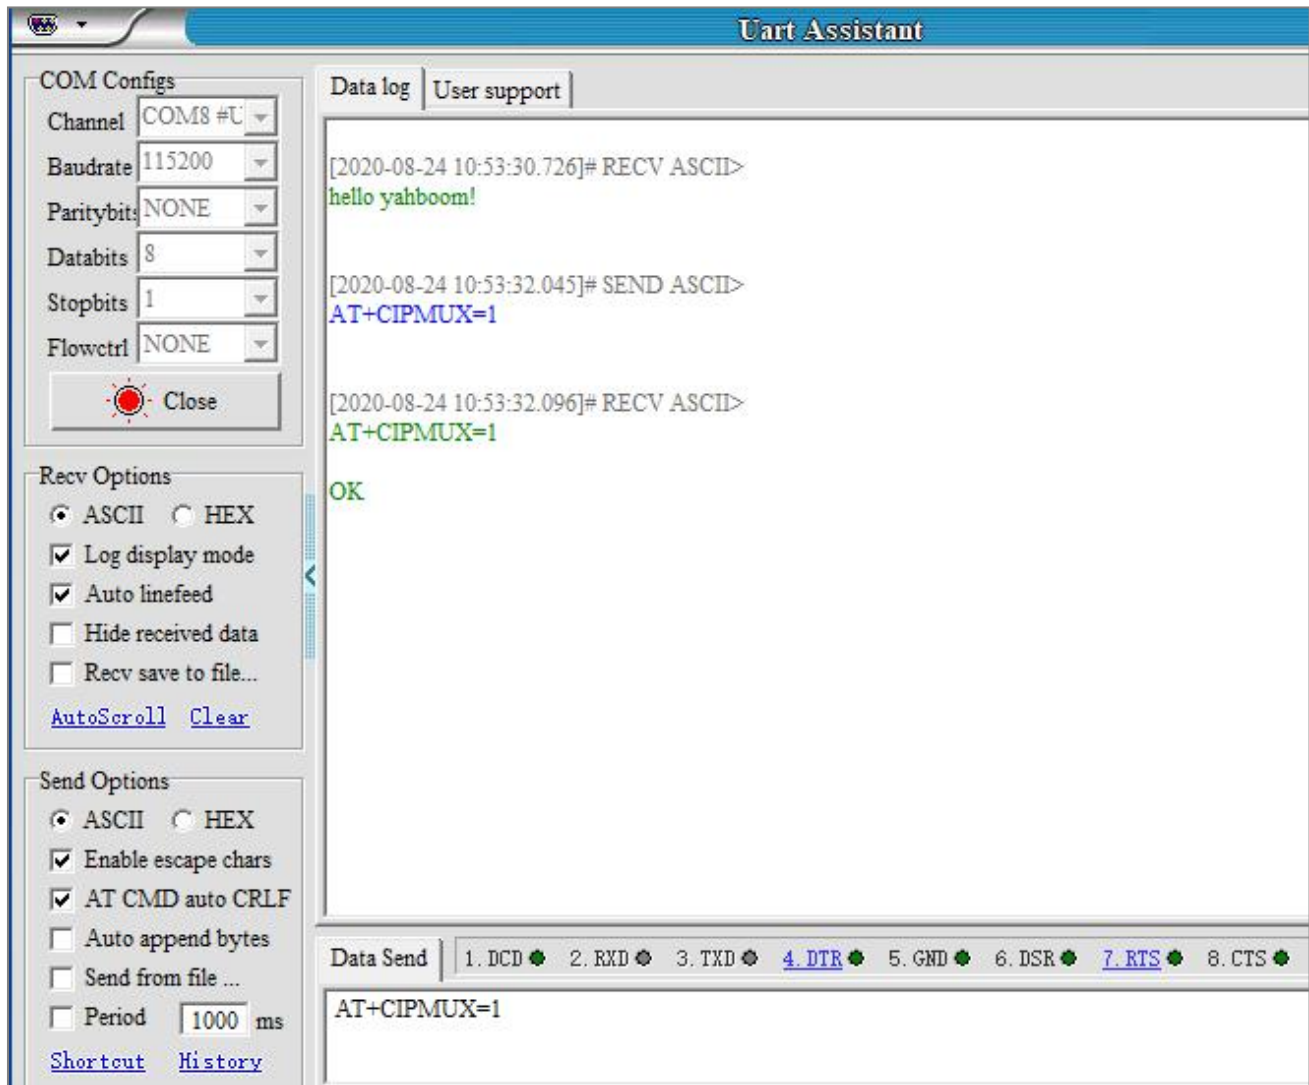 Uart Assistant
COM Configs
Channel COM8 #U
Baudrate 115200
Paritybits NONE
Databits 8
Stopbits 1
Flowctrl NONE
Close
Recv Options
ASCII HEX
Log display mode
Auto linefeed
Hide received data
Recv save to file...
AutoScroll Clear
Send Options
ASCII HEX
Enable escape chars
AT CMD auto CRLF
Auto append bytes
Send from file ...
Period 1000 ms
Shortcut History
Data log User support
[2020-08-24 10:53:30.726]# RECV ASCII>
hello yahboom!
[2020-08-24 10:53:32.045]# SEND ASCII>
AT+CIPMUX=1
[2020-08-24 10:53:32.096]# RECV ASCII>
AT+CIPMUX=1
OK
Data Send 1. DCD 2. RXD 3. TXD 4. DTR 5. GND 6. DSR 7. RTS 8. CTS
AT+CIPMUX=1